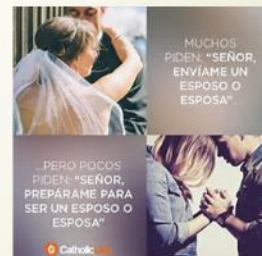 MUCHOS
PIDEN: "SEÑOR,
ENVÍAME UN
ESPOSO O
ESPOSA"...
...PERO POCOS
PIDEN: "SEÑOR,
PREPÁRAME PARA
SER UN ESPOSO O
ESPOSA"
Catholic